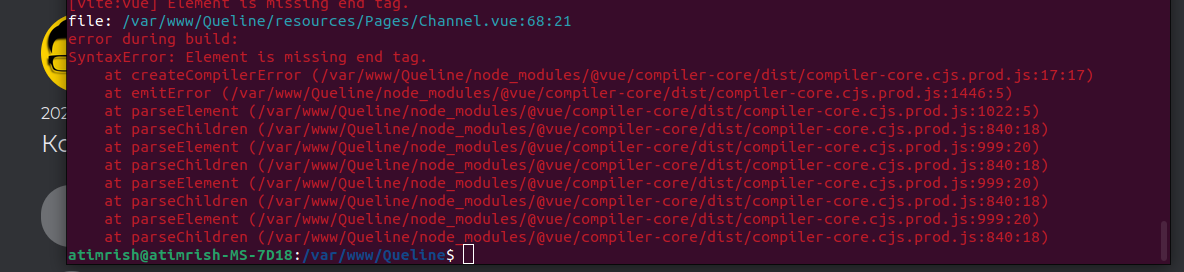 [vite:vue] Element is missing end tag.
file: /var/www/Queline/resources/Pages/Channel.vue:68:21
error during build:
SyntaxError: Element is missing end tag.
    at createCompilerError (/var/www/Queline/node_modules/@vue/compiler-core/dist/compiler-core.cjs.prod.js:17:17)
    at emitError (/var/www/Queline/node_modules/@vue/compiler-core/dist/compiler-core.cjs.prod.js:1446:5)
    at parseElement (/var/www/Queline/node_modules/@vue/compiler-core/dist/compiler-core.cjs.prod.js:1022:5)
    at parseChildren (/var/www/Queline/node_modules/@vue/compiler-core/dist/compiler-core.cjs.prod.js:840:18)
    at parseElement (/var/www/Queline/node_modules/@vue/compiler-core/dist/compiler-core.cjs.prod.js:999:20)
    at parseChildren (/var/www/Queline/node_modules/@vue/compiler-core/dist/compiler-core.cjs.prod.js:840:18)
    at parseElement (/var/www/Queline/node_modules/@vue/compiler-core/dist/compiler-core.cjs.prod.js:999:20)
    at parseChildren (/var/www/Queline/node_modules/@vue/compiler-core/dist/compiler-core.cjs.prod.js:840:18)
    at parseElement (/var/www/Queline/node_modules/@vue/compiler-core/dist/compiler-core.cjs.prod.js:999:20)
    at parseChildren (/var/www/Queline/node_modules/@vue/compiler-core/dist/compiler-core.cjs.prod.js:840:18)
atimrish@atimrish-MS-7D18:/var/www/Queline$